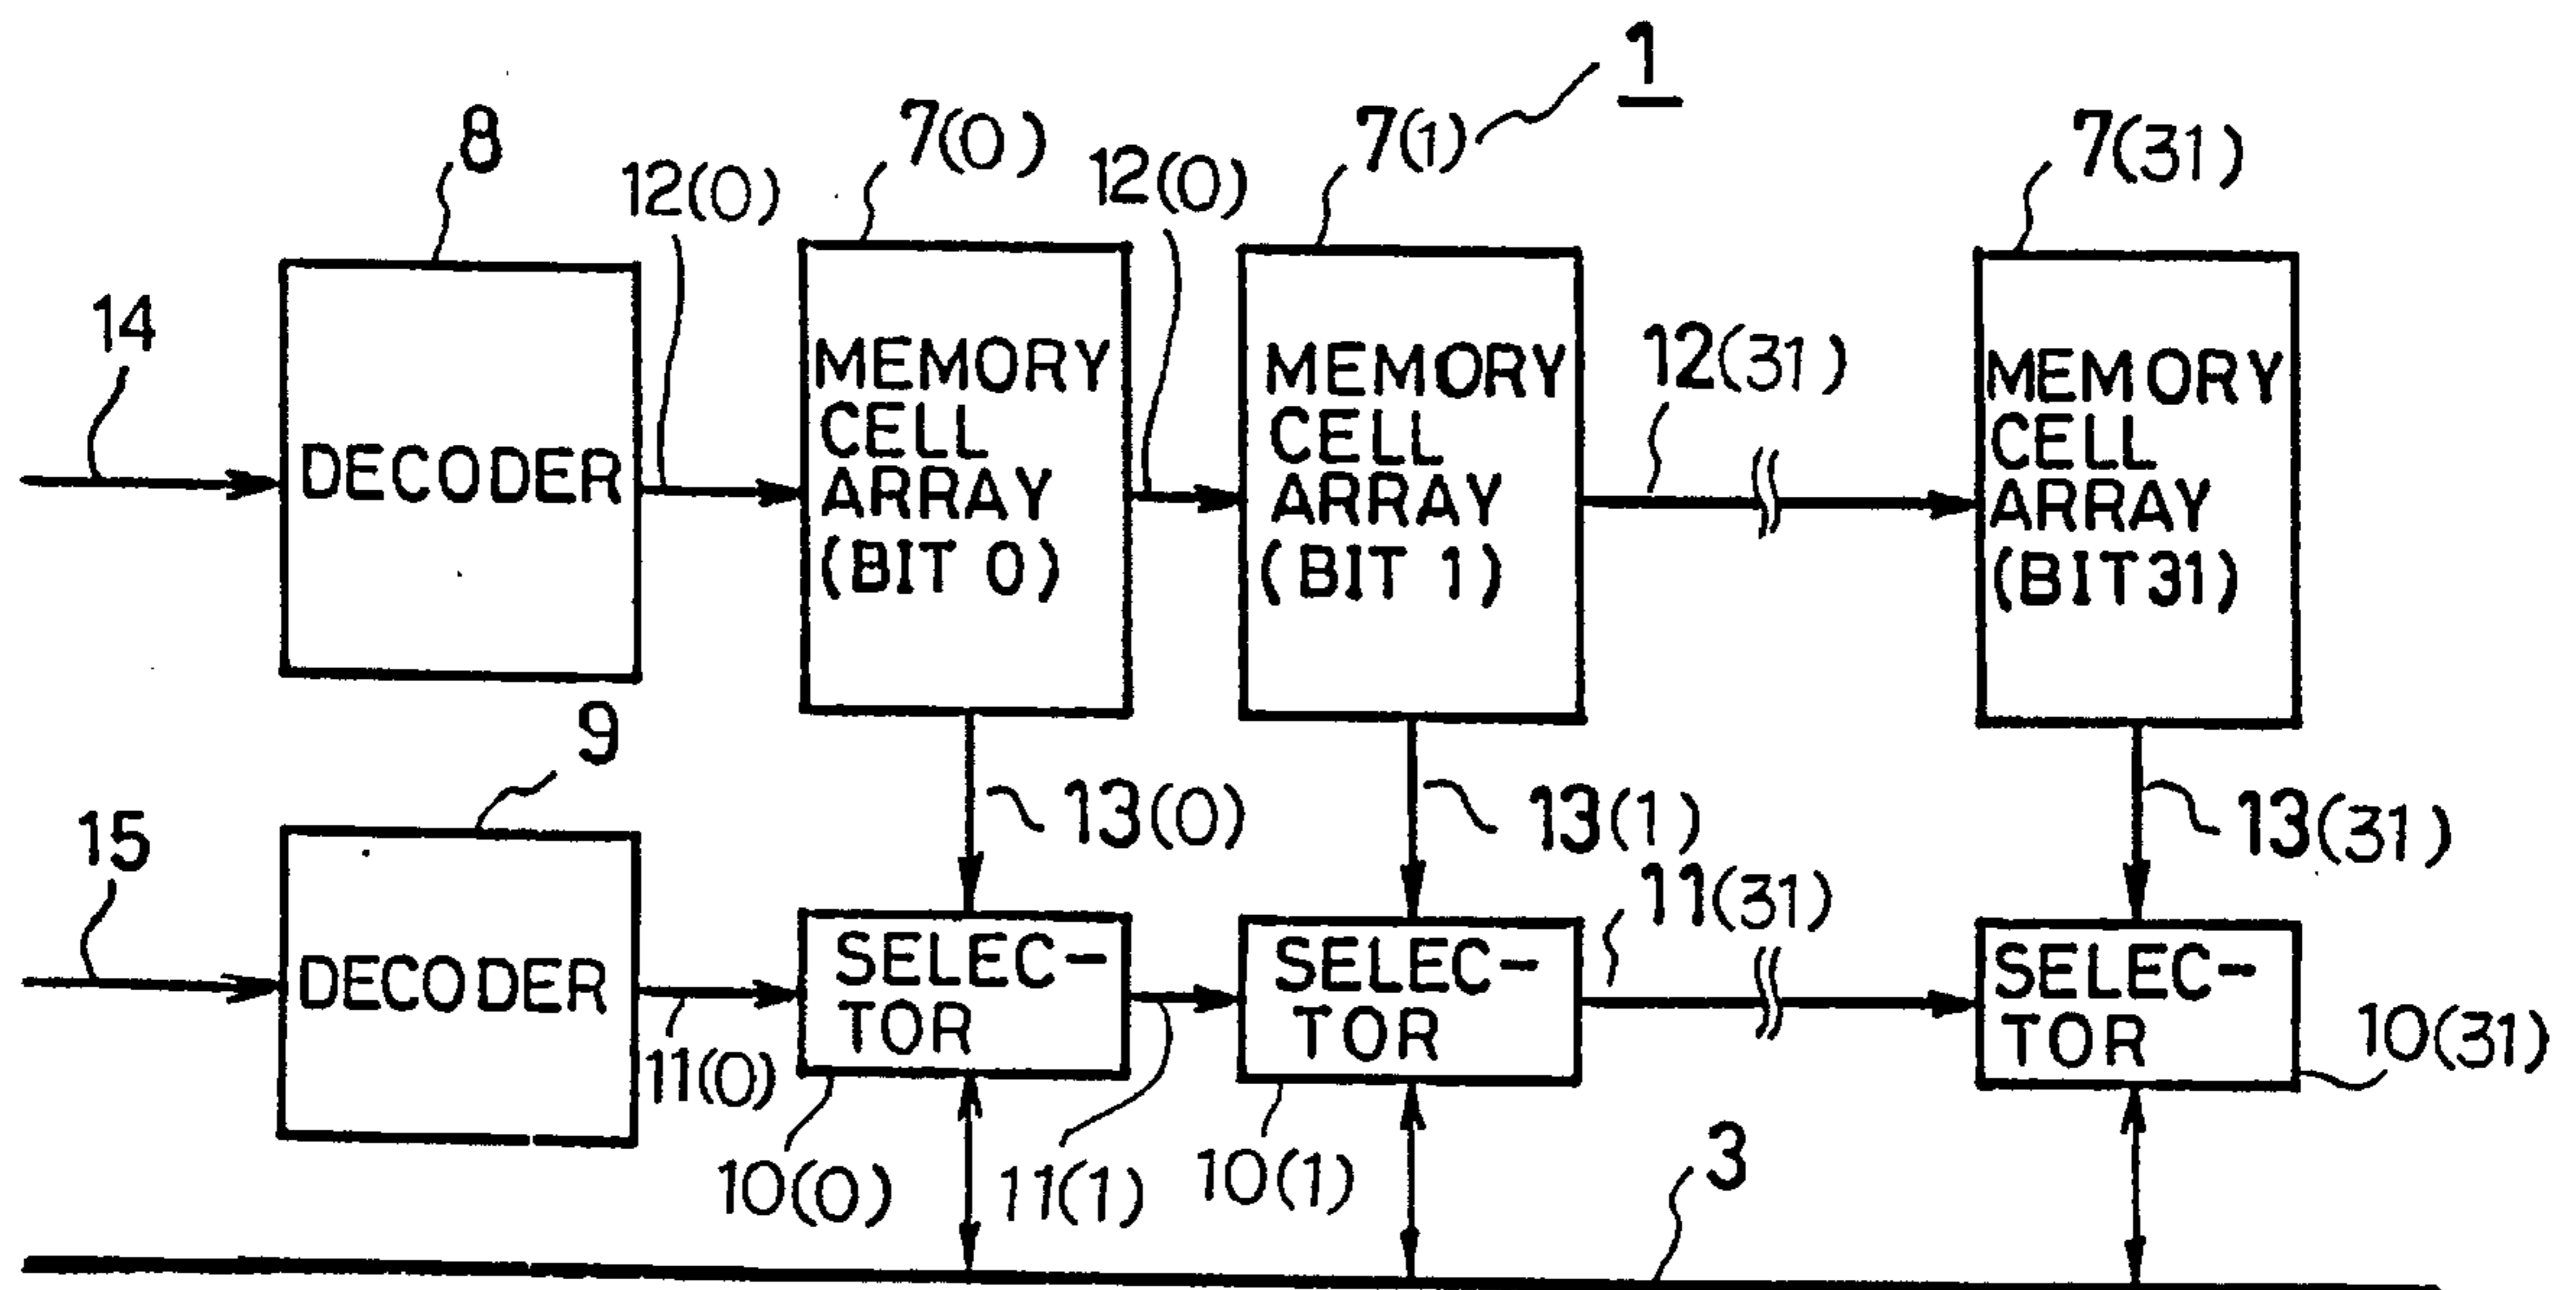 1
8
7(0)
7(1)
7(31)
12(0)
12(0)
14
DECODER
MEMORY
CELL
ARRAY
(BIT 0)
MEMORY
CELL
ARRAY
(BIT 1)
12(31)
MEMORY
CELL
ARRAY
(BIT31)
9
13(0)
13(1)
13(31)
15
DECODER
11(0)
SELEC-
TOR
SELEC-
TOR
11(31)
SELEC-
TOR
10(0)
11(1)
10(1)
10(31)
3